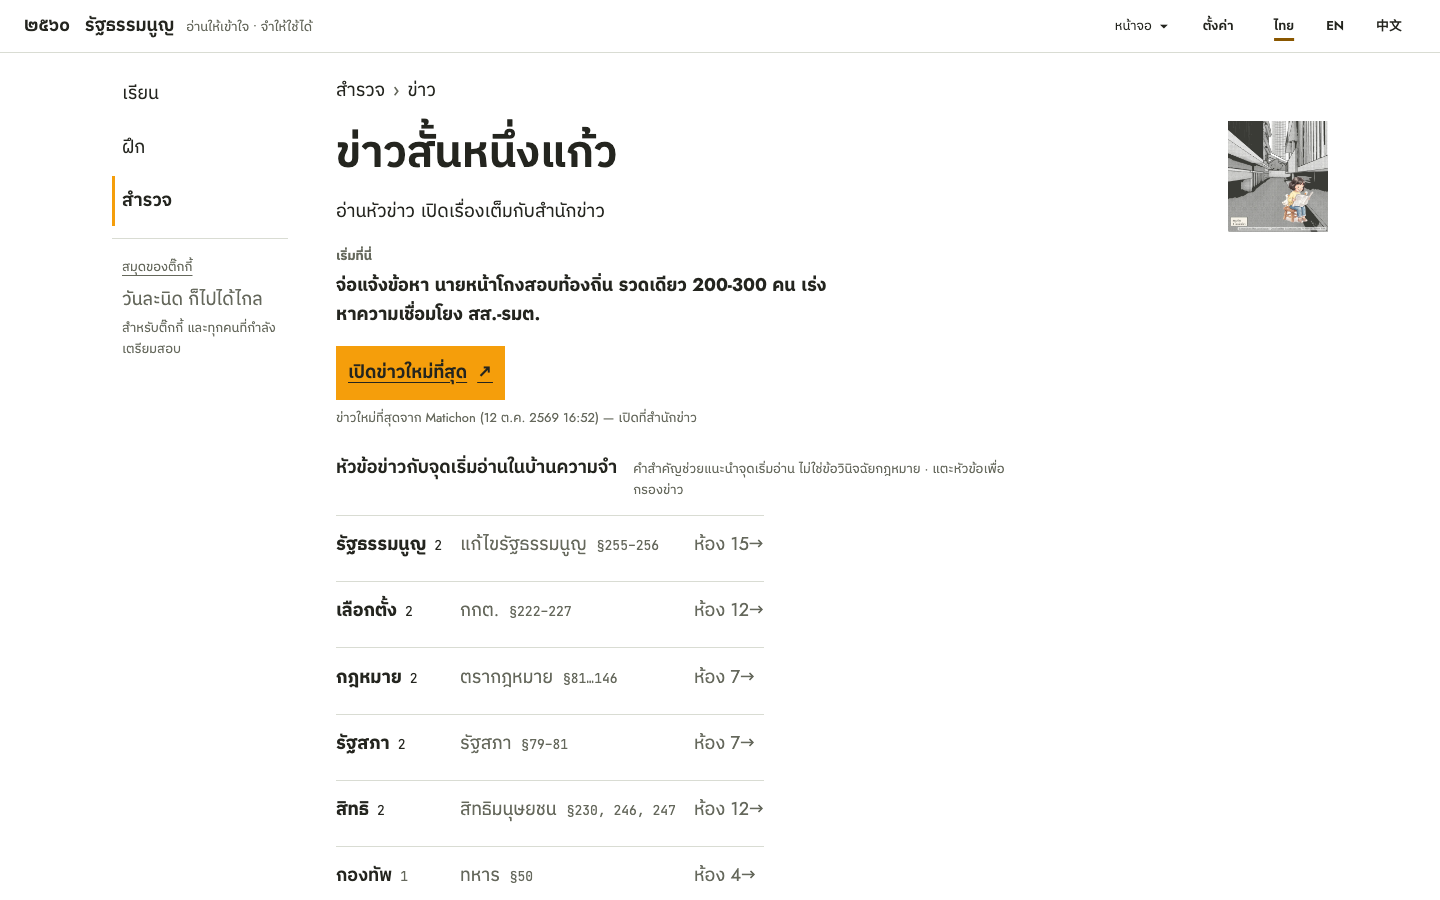 ๒๕๖๐ รัฐธรรมนูญ อ่านให้เข้าใจ · จำให้ใช้ได้
หน้าจอ
ตั้งค่า
ไทย
EN
中文
เรียน
ฝึก
สำรวจ
สมุดของติ๊กกี้
วันละนิด ก็ไปได้ไกล
สำหรับติ๊กกี้ และทุกคนที่กำลัง
เตรียมสอบ
สำรวจ › ข่าว
ข่าวสั้นหนึ่งแก้ว
อ่านหัวข่าว เปิดเรื่องเต็มกับสำนักข่าว
เริ่มที่นี่
จ่อแจ้งข้อหา นายหน้าโกงสอบท้องถิ่น รวดเดียว 200-300 คน เร่ง
หาความเชื่อมโยง สส.-รมต.
เปิดข่าวใหม่ที่สุด ↗
ข่าวใหม่ที่สุดจาก Matichon (12 ต.ค. 2569 16:52) — เปิดที่สำนักข่าว
หัวข้อข่าวกับจุดเริ่มอ่านในบ้านความจำ
คำสำคัญช่วยแนะนำจุดเริ่มอ่าน ไม่ใช่ข้อวินิจฉัยกฎหมาย · แตะหัวข้อเพื่อ
กรองข่าว
รัฐธรรมนูญ 2 แก้ไขรัฐธรรมนูญ §255–256 ห้อง 15→
เลือกตั้ง 2 กกต. §222–227 ห้อง 12→
กฎหมาย 2 ตรากฎหมาย §81…146 ห้อง 7→
รัฐสภา 2 รัฐสภา §79–81 ห้อง 7→
สิทธิ 2 สิทธิมนุษยชน §230, 246, 247 ห้อง 12→
กองทัพ 1 ทหาร §50 ห้อง 4→